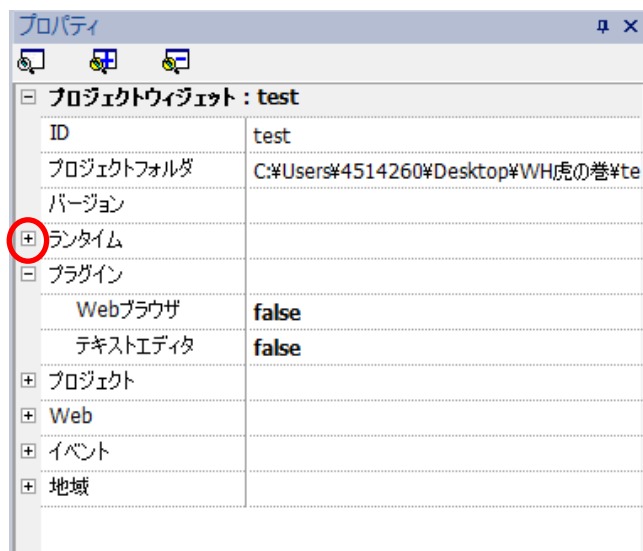 プロパティ
プロジェクトウィジェット : test
ID test
プロジェクトフォルダ C:¥Users¥4514260¥Desktop¥WH虎の巻¥te
バージョン
ランタイム
プラグイン
Webブラウザ false
テキストエディタ false
プロジェクト
Web
イベント
地域